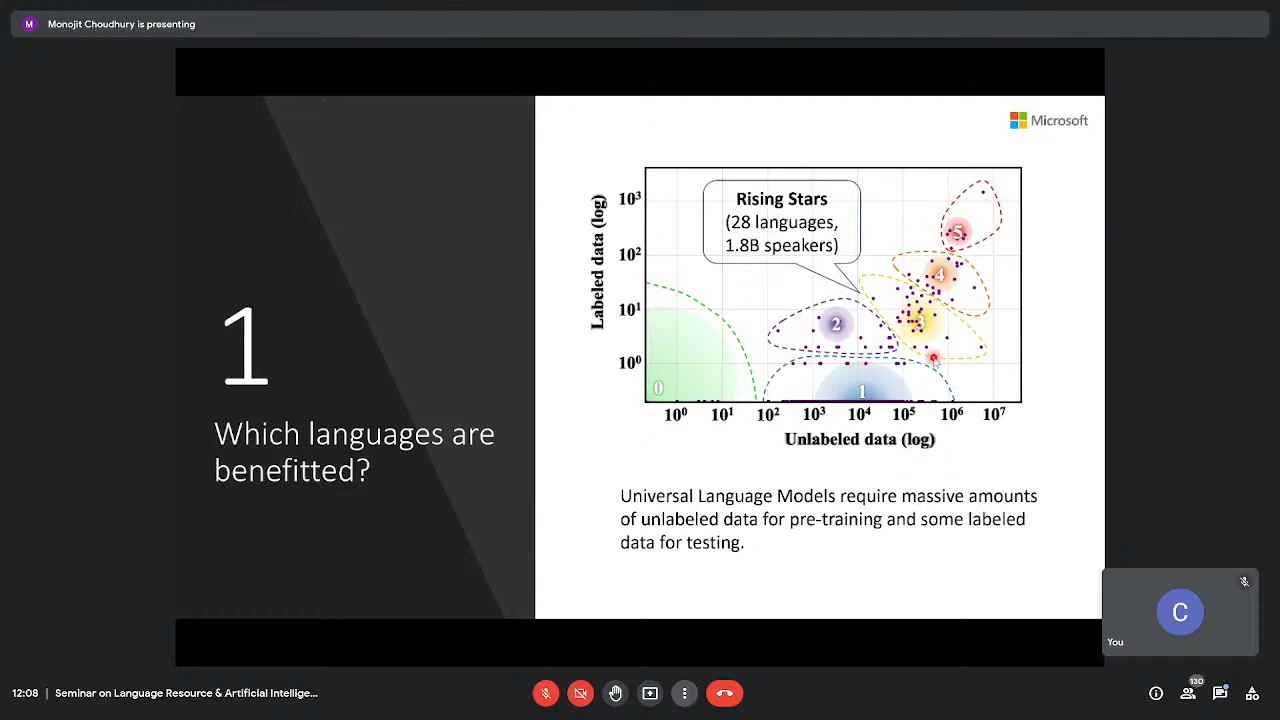 M
Monojit Choudhury is presenting
Microsoft
Rising Stars
(28 languages,
1.8B speakers)
Labeled data (log)
10³
10²
10¹
10⁰
5
4
3
2
1
0
10⁰ 10¹ 10² 10³ 10⁴ 10⁵ 10⁶ 10⁷
Unlabeled data (log)
1
Which languages are
benefitted?
Universal Language Models require massive amounts
of unlabeled data for pre-training and some labeled
data for testing.
C
You
12:08 | Seminar on Language Resource & Artificial Intellige...
130